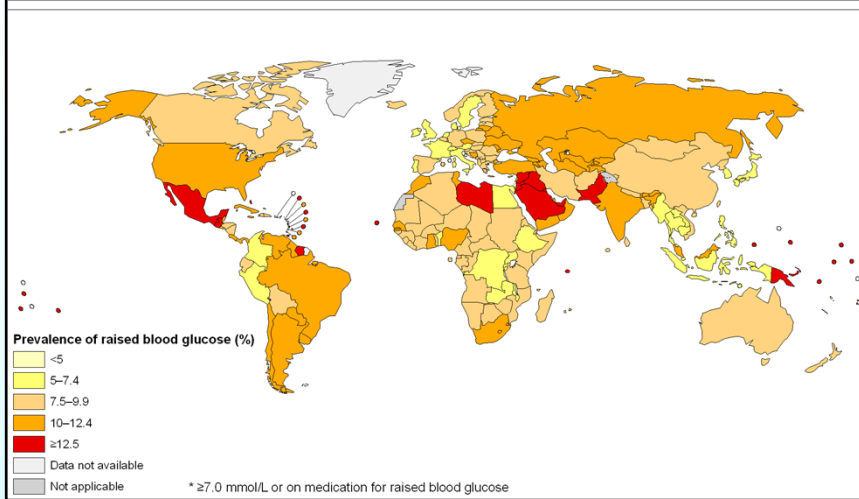 Prevalence of raised blood glucose (%)
<5
5–7.4
7.5–9.9
10–12.4
≥12.5
Data not available
Not applicable
* ≥7.0 mmol/L or on medication for raised blood glucose